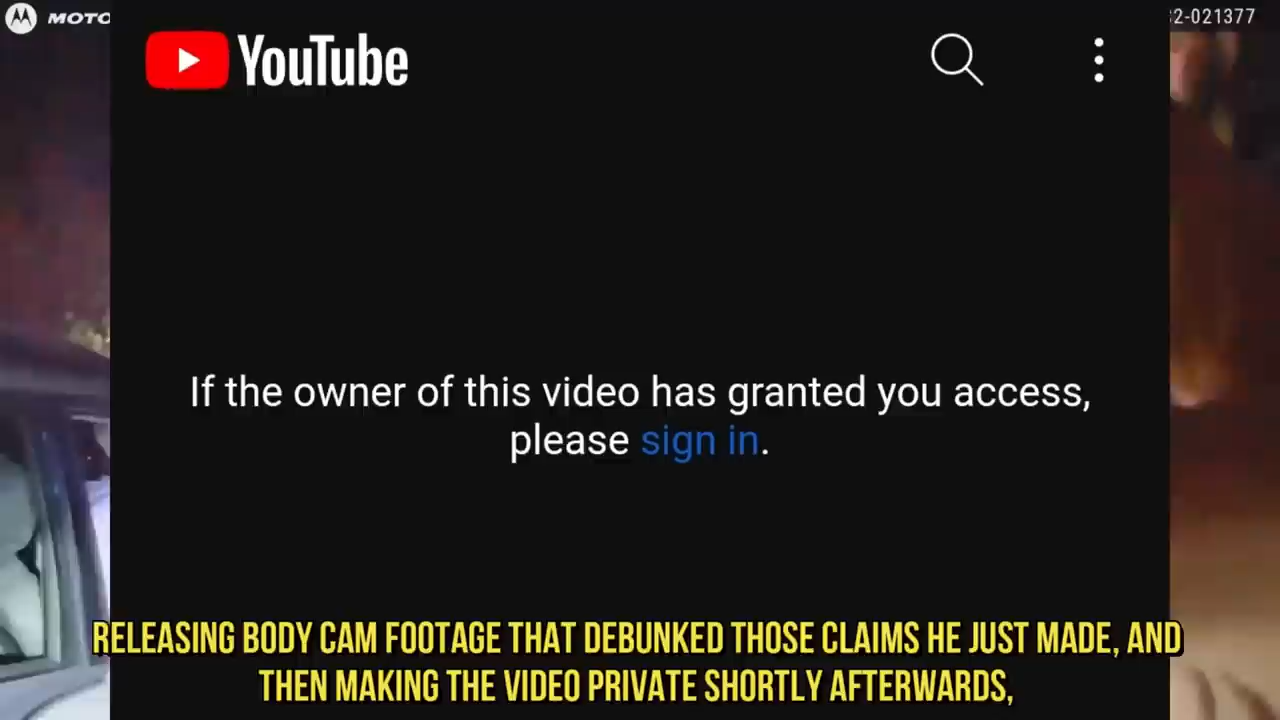 MOTO
2-021377
YouTube
If the owner of this video has granted you access,
please sign in.
RELEASING BODY CAM FOOTAGE THAT DEBUNKED THOSE CLAIMS HE JUST MADE, AND
THEN MAKING THE VIDEO PRIVATE SHORTLY AFTERWARDS,